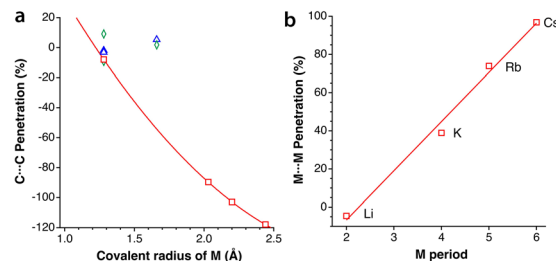 a
C···C Penetration (%)
20
0
-20
-40
-60
-80
-100
-120
1.0
1.5
2.0
2.5
Covalent radius of M (Å)
b
M···M Penetration (%)
100
80
60
40
20
0
Li
K
Rb
Cs
2
3
4
5
6
M period